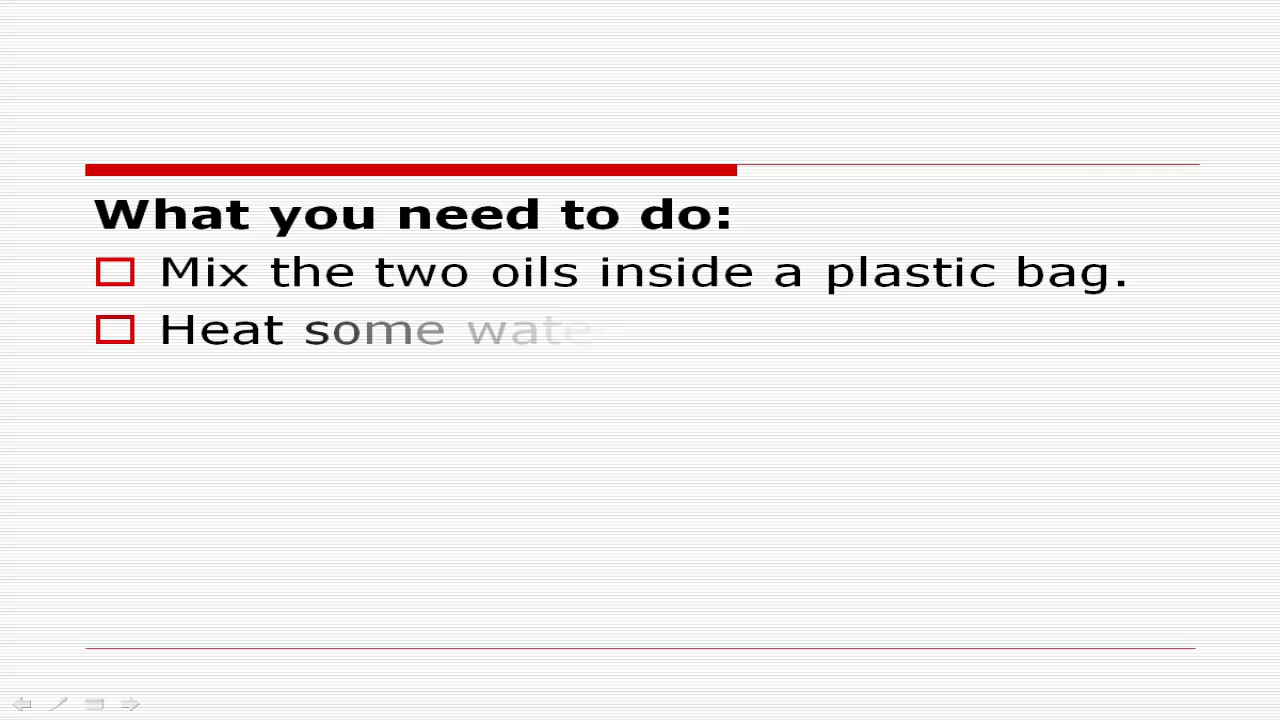 What you need to do:
Mix the two oils inside a plastic bag.
Heat some wate